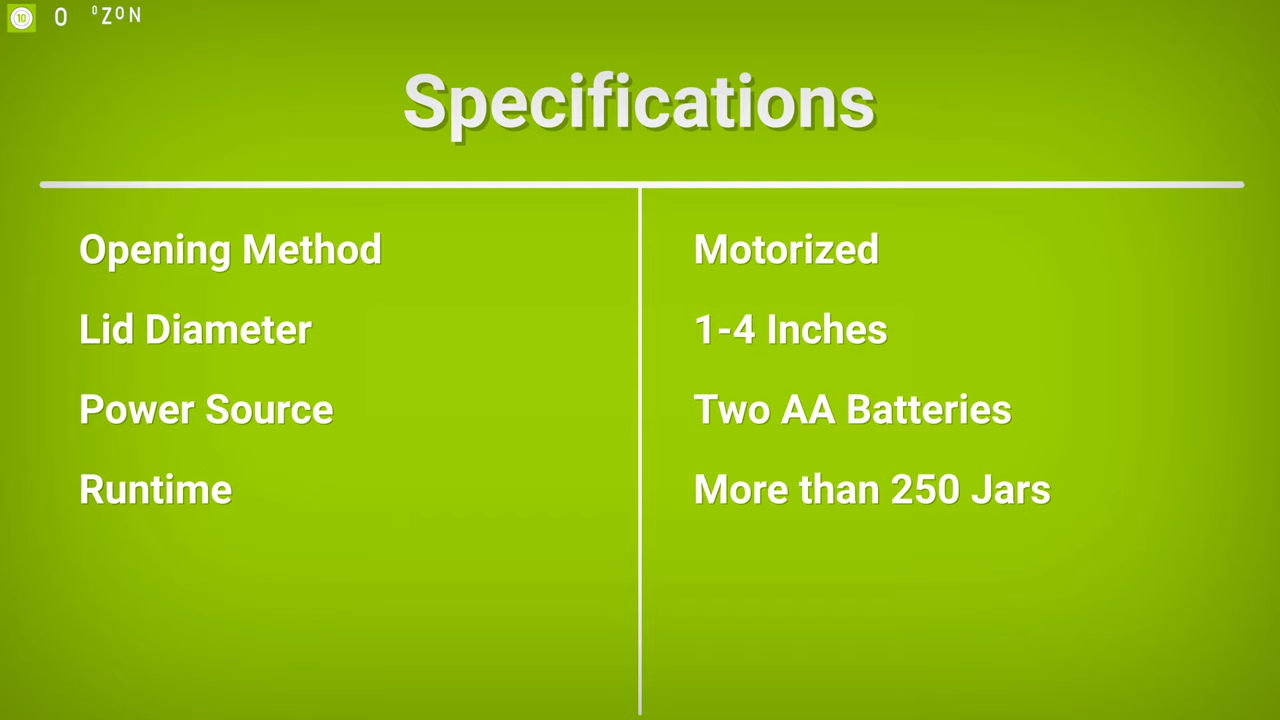 10
Specifications
Opening Method Motorized
Lid Diameter 1-4 Inches
Power Source Two AA Batteries
Runtime More than 250 Jars